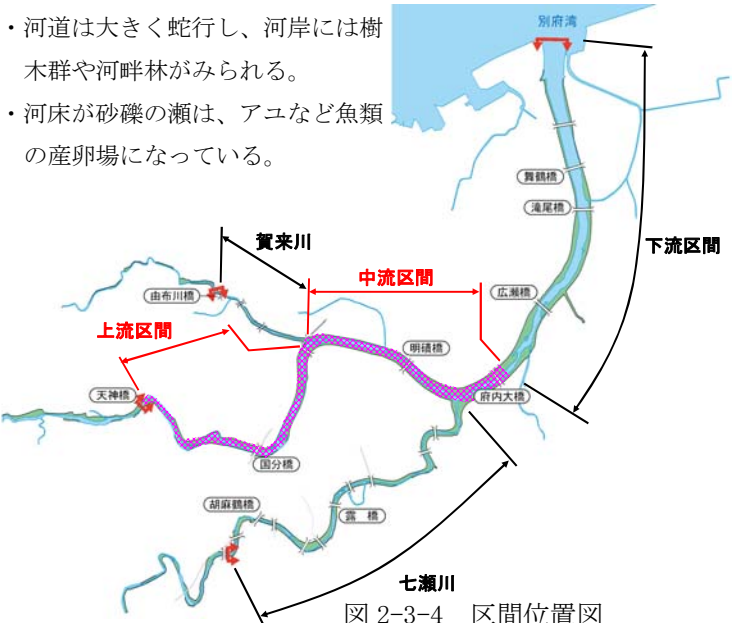 ・河道は大きく蛇行し、河岸には樹
木群や河畔林がみられる。
・河床が砂礫の瀬は、アユなど魚類
の産卵場になっている。
別府湾
舞鶴橋
滝尾橋
下流区間
賀来川
中流区間
由布川橋
広瀬橋
上流区間
明磧橋
天神橋
府内大橋
国分橋
胡麻鶴橋
露 橋
七瀬川
図 2-3-4 区間位置図